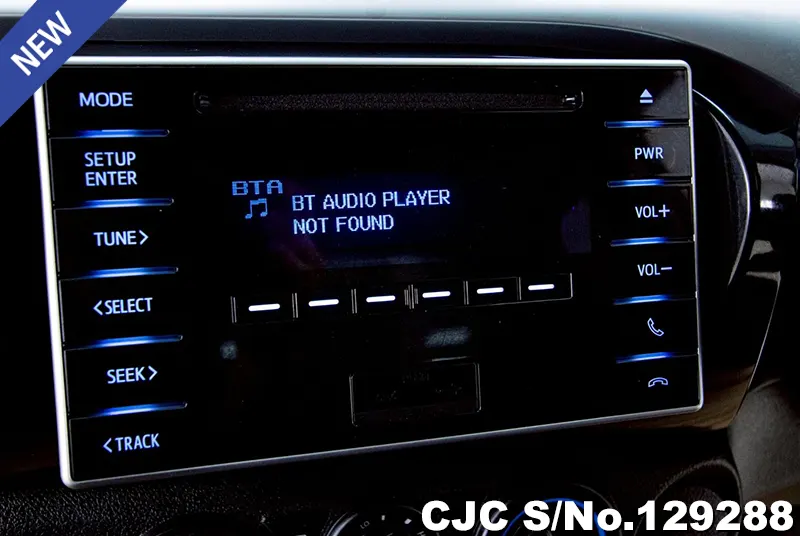 NEW
MODE
SETUP
ENTER
TUNE>
<SELECT
SEEK>
<TRACK
BTA
BT AUDIO PLAYER
NOT FOUND
PWR
VOL+
VOL−
CJC S/No.129288